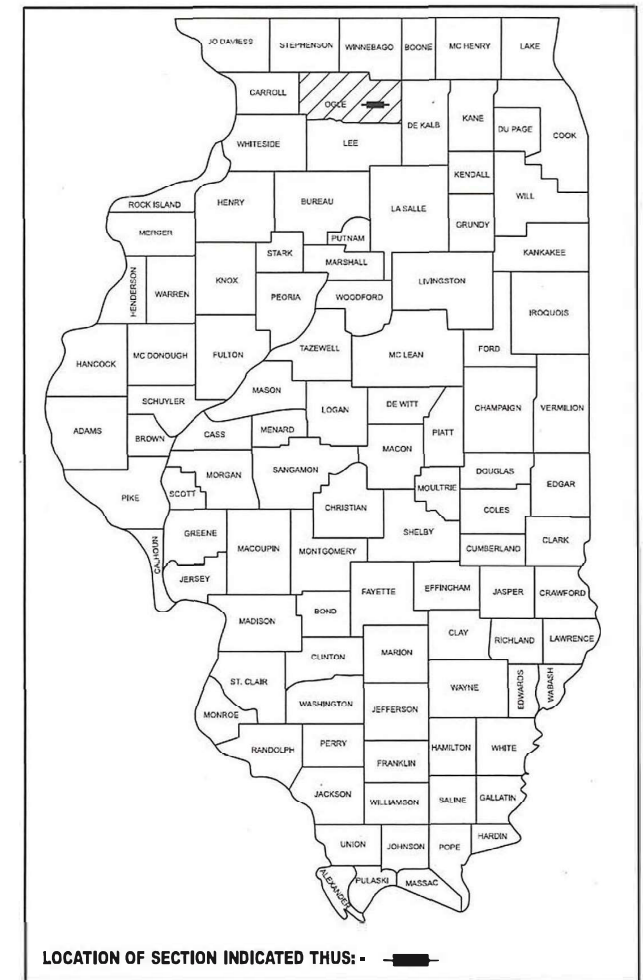 JO DAVIESS
STEPHENSON
WINNEBAGO
BOONE
MC HENRY
LAKE
CARROLL
OGLE
DE KALB
KANE
DU PAGE
COOK
WHITESIDE
LEE
KENDALL
WILL
ROCK ISLAND
HENRY
BUREAU
LA SALLE
GRUNDY
MERCER
PUTNAM
STARK
MARSHALL
KANKAKEE
HENDERSON
WARREN
KNOX
PEORIA
WOODFORD
LIVINGSTON
IROQUOIS
HANCOCK
MC DONOUGH
FULTON
TAZEWELL
MC LEAN
FORD
SCHUYLER
MASON
LOGAN
DE WITT
CHAMPAIGN
VERMILION
ADAMS
BROWN
CASS
MENARD
PIATT
MACON
PIKE
SCOTT
MORGAN
SANGAMON
MOULTRIE
DOUGLAS
EDGAR
CHRISTIAN
COLES
SHELBY
CALHOUN
GREENE
MACOUPIN
MONTGOMERY
CUMBERLAND
CLARK
JERSEY
FAYETTE
EFFINGHAM
JASPER
CRAWFORD
MADISON
BOND
CLAY
RICHLAND
LAWRENCE
CLINTON
MARION
ST. CLAIR
WAYNE
EDWARDS
WABASH
MONROE
WASHINGTON
JEFFERSON
RANDOLPH
PERRY
HAMILTON
WHITE
FRANKLIN
JACKSON
WILLIAMSON
SALINE
GALLATIN
UNION
JOHNSON
POPE
HARDIN
ALEXANDER
PULASKI
MASSAC
LOCATION OF SECTION INDICATED THUS: -